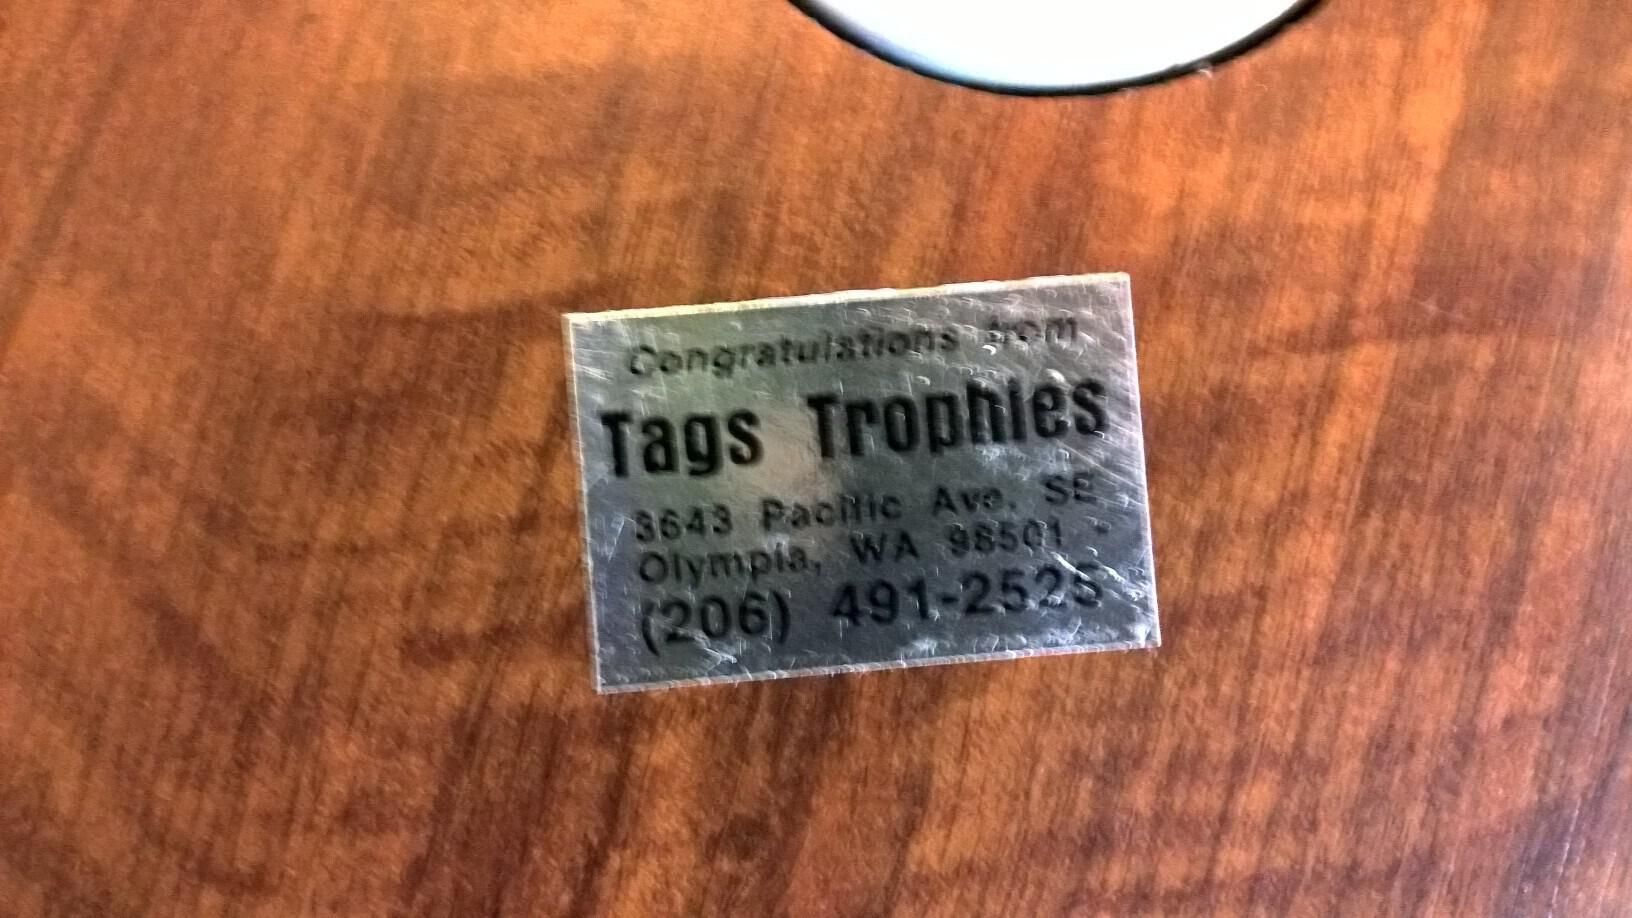 Congratulations from
Tags Trophies
3643 Pacific Ave. SE
Olympia, WA 98501 -
(206) 491-2525